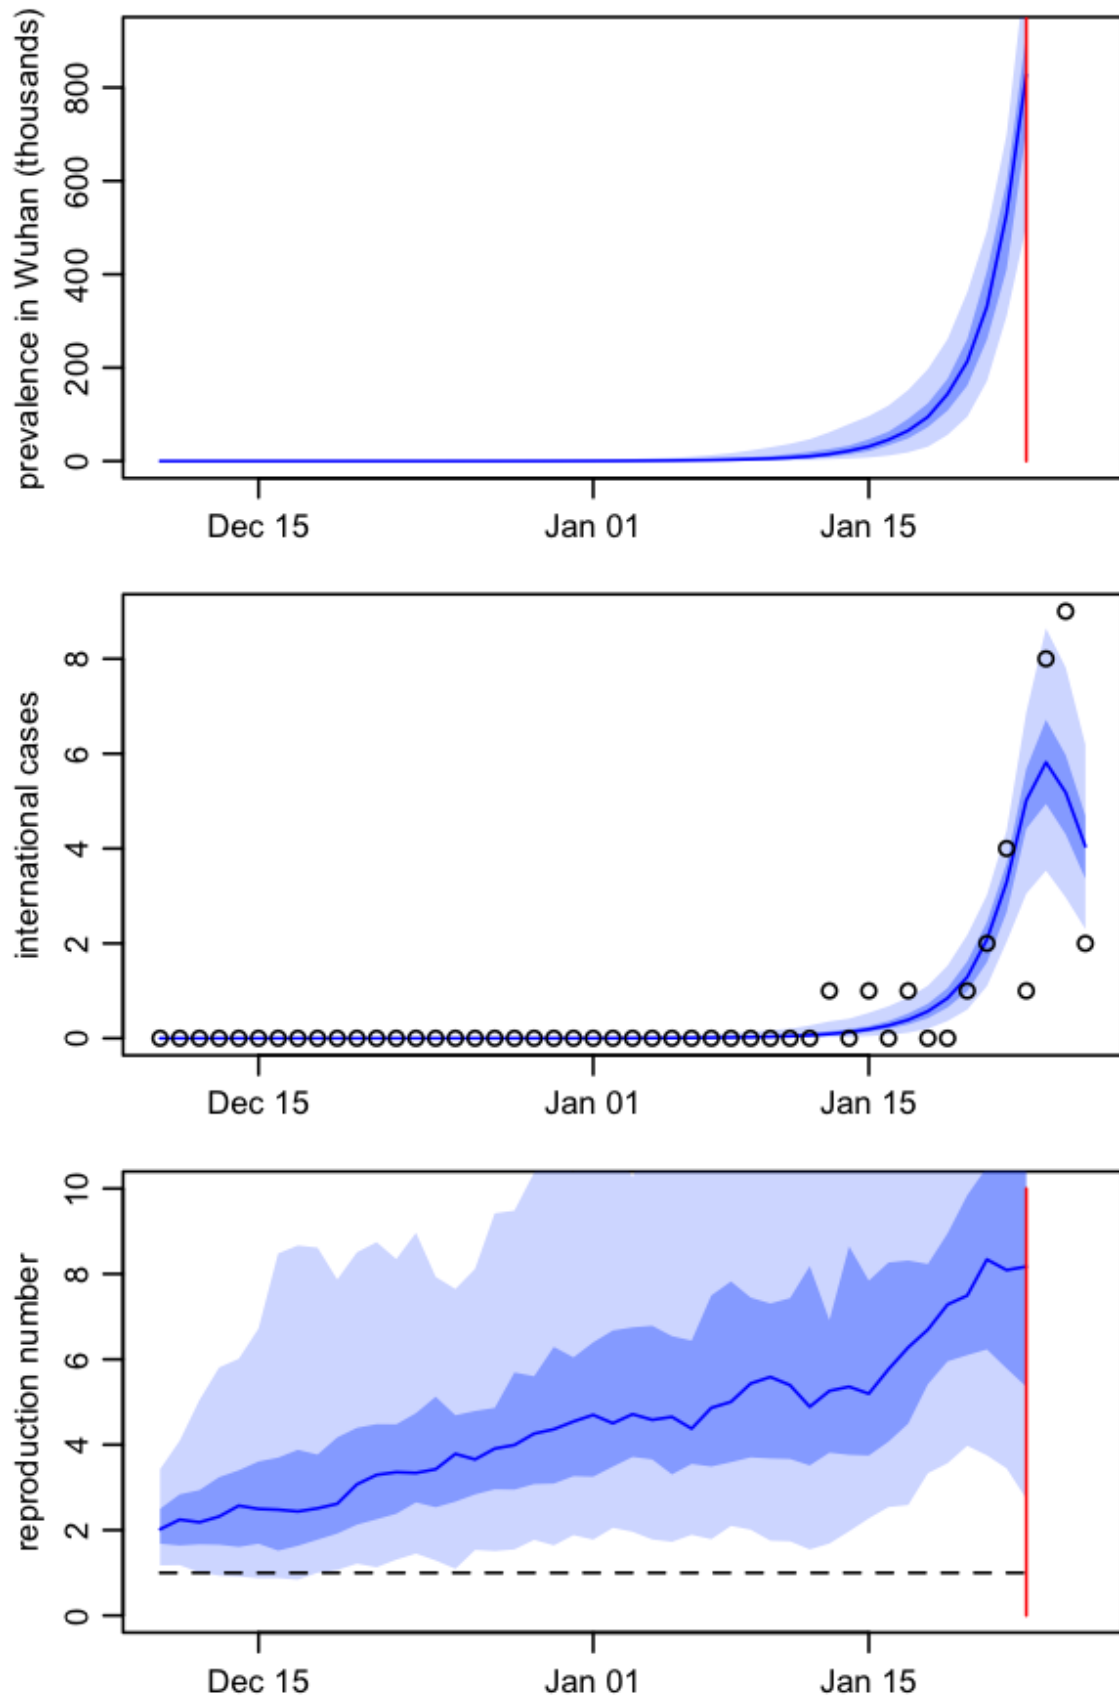 prevalence in Wuhan (thousands)
800
600
400
200
0
Dec 15 Jan 01 Jan 15
international cases
8
6
4
2
0
Dec 15 Jan 01 Jan 15
reproduction number
10
8
6
4
2
0
Dec 15 Jan 01 Jan 15